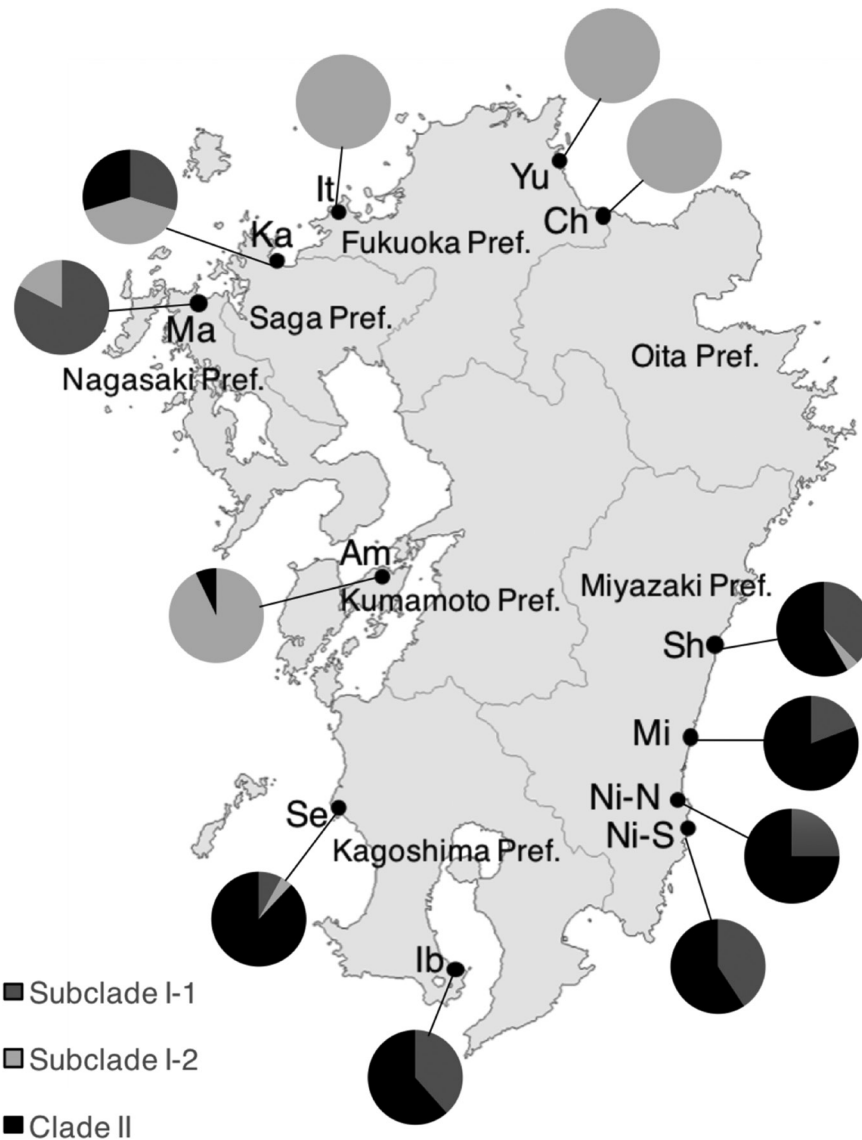 It
Yu
Ch
Ka
Fukuoka Pref.
Saga Pref.
Ma
Oita Pref.
Nagasaki Pref.
Am
Kumamoto Pref.
Miyazaki Pref.
Sh
Mi
Ni-N
Se
Ni-S
Kagoshima Pref.
Ib
Subclade I-1
Subclade I-2
Clade II